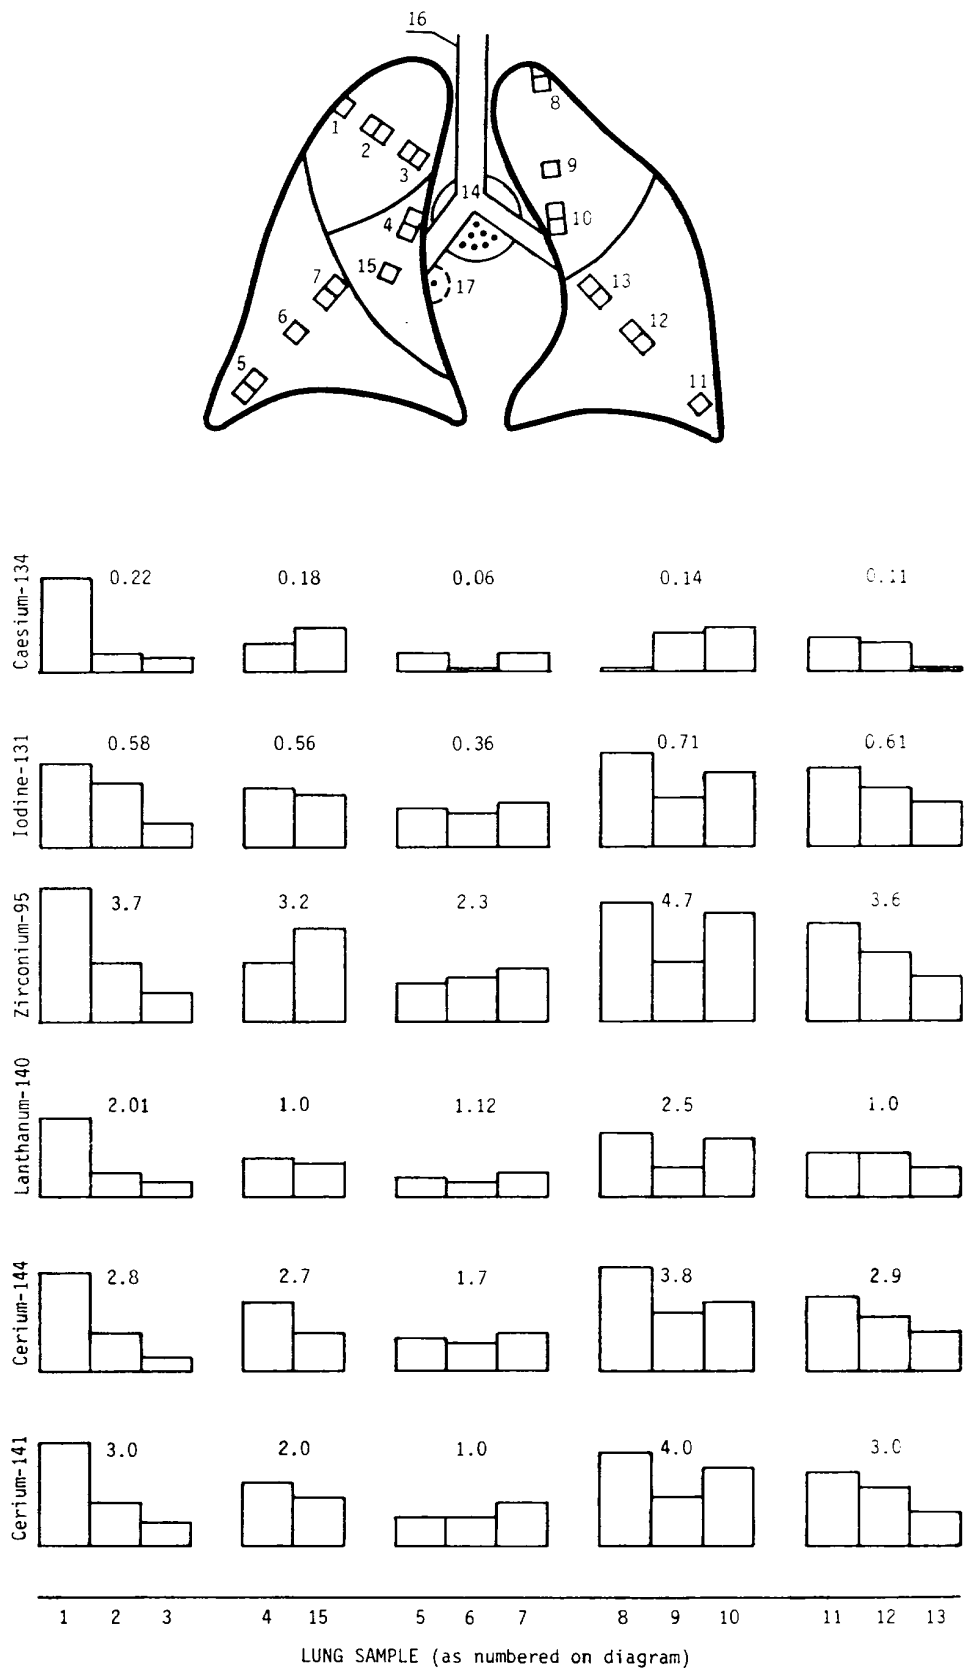 16
1
2
3
8
9
14
4
10
15
7
17
13
6
12
5
11
Caesium-134
0.22 0.18 0.06 0.14 0.11
Iodine-131
0.58 0.56 0.36 0.71 0.61
Zirconium-95
3.7 3.2 2.3 4.7 3.6
Lanthanum-140
2.01 1.0 1.12 2.5 1.0
Cerium-144
2.8 2.7 1.7 3.8 2.9
Cerium-141
3.0 2.0 1.0 4.0 3.0
1 2 3 4 15 5 6 7 8 9 10 11 12 13
LUNG SAMPLE (as numbered on diagram)